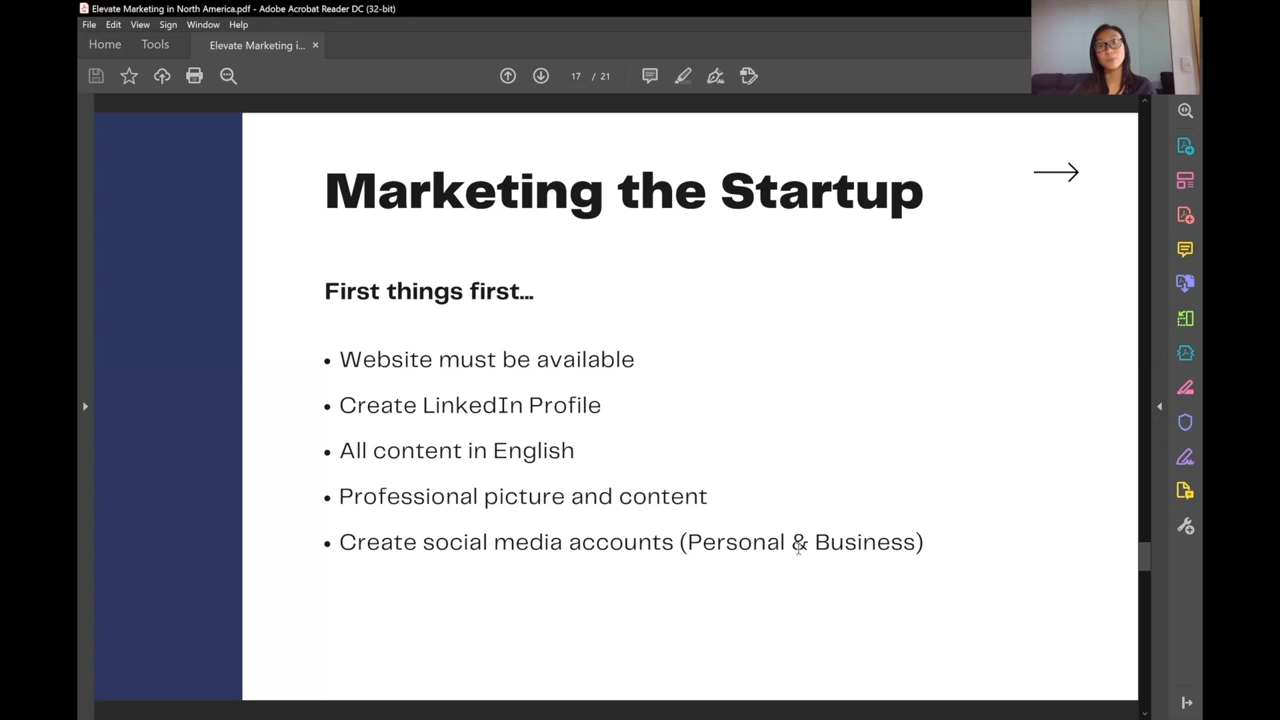 Elevate Marketing in North America.pdf - Adobe Acrobat Reader DC (32-bit)
File Edit View Sign Window Help
Home Tools Elevate Marketing i... ×
17 / 21
Marketing the Startup
First things first...
• Website must be available
• Create LinkedIn Profile
• All content in English
• Professional picture and content
• Create social media accounts (Personal & Business)